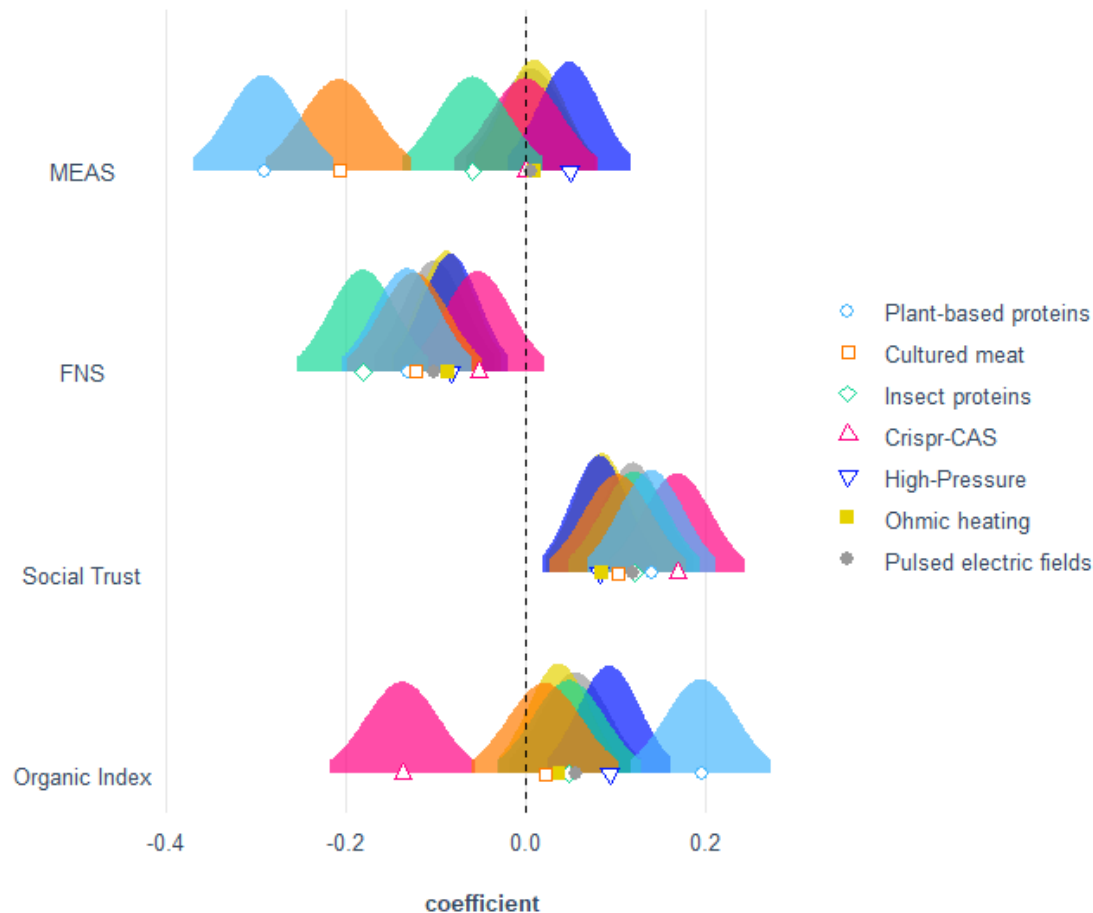 MEAS
FNS
Social Trust
Organic Index
-0.4
-0.2
0.0
0.2
coefficient
Plant-based proteins
Cultured meat
Insect proteins
Crispr-CAS
High-Pressure
Ohmic heating
Pulsed electric fields